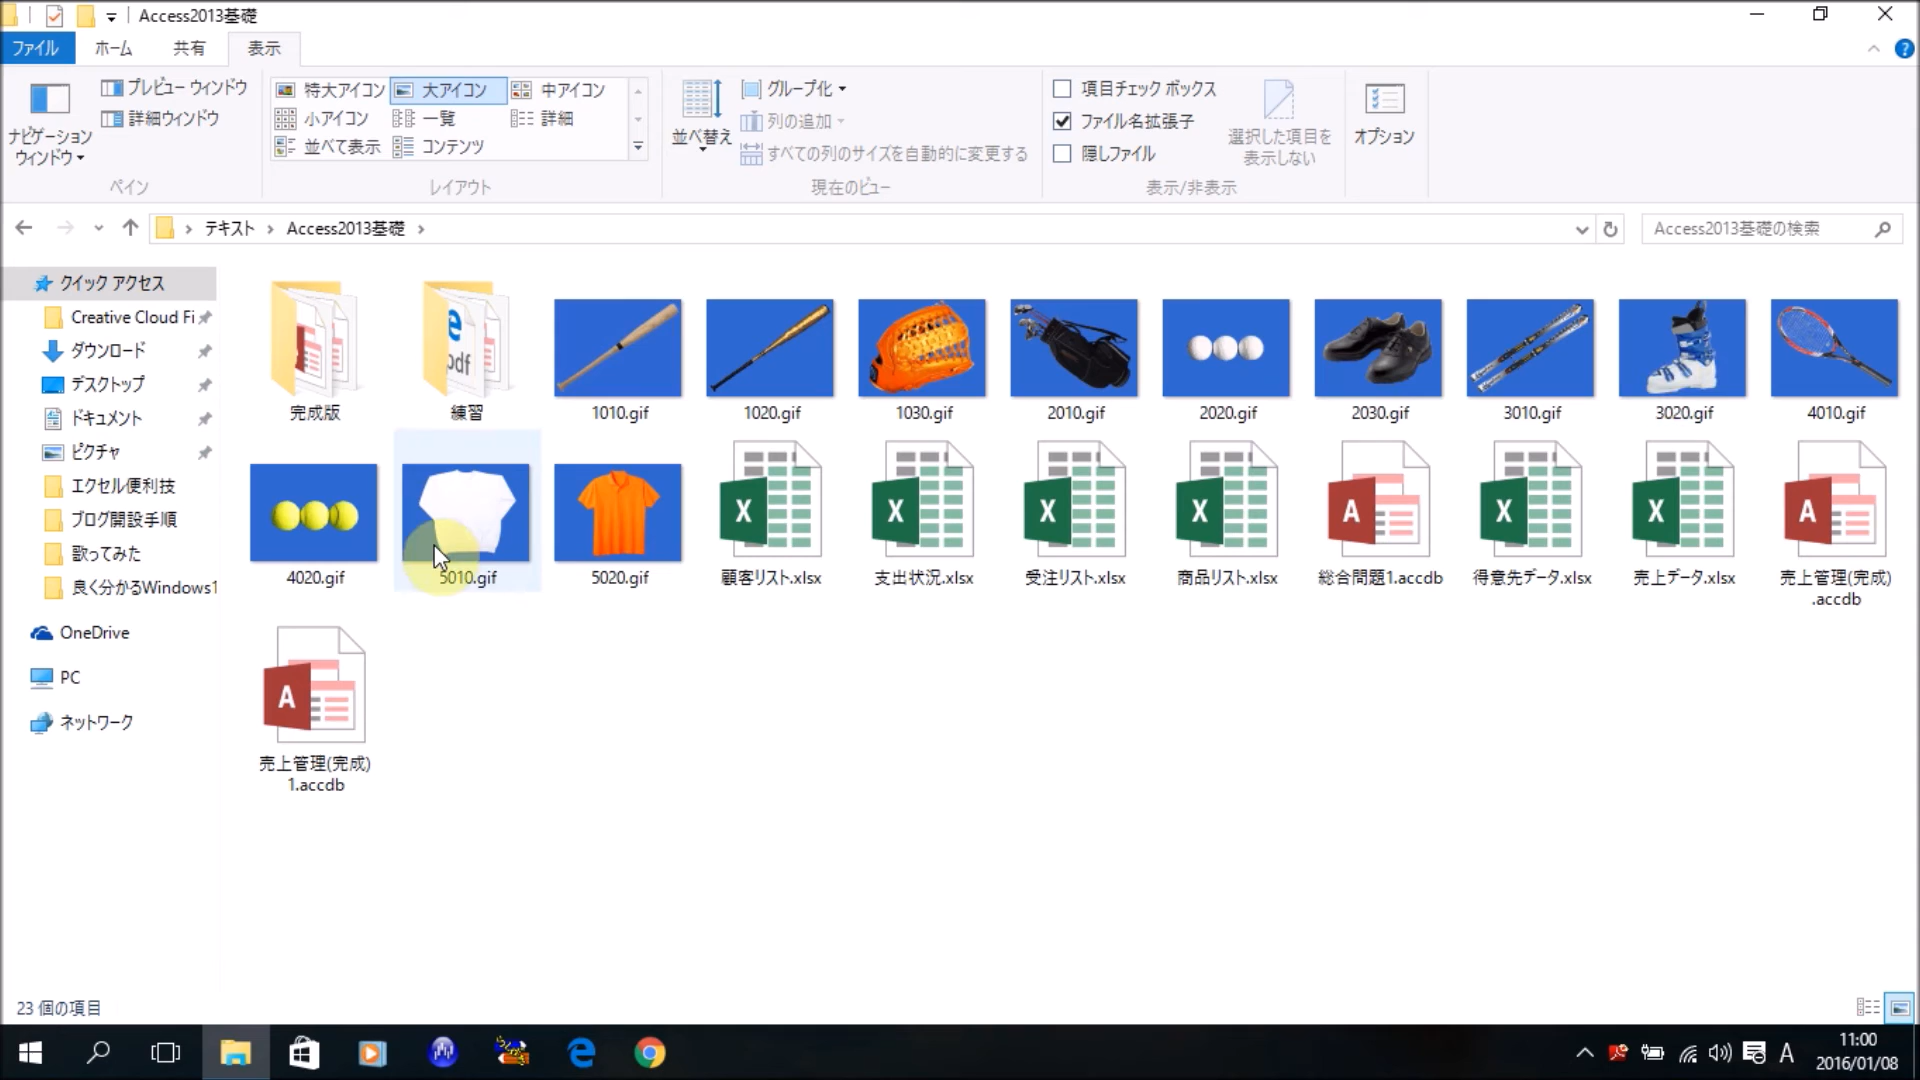 Access2013基礎
ファイル ホーム 共有 表示
ナビゲーション
ウィンドウ
プレビュー ウィンドウ
詳細ウィンドウ
ペイン
特大アイコン 大アイコン 中アイコン
小アイコン 一覧 詳細
並べて表示 コンテンツ
レイアウト
並べ替え
グループ化
列の追加
すべての列のサイズを自動的に変更する
現在のビュー
項目チェック ボックス
ファイル名拡張子
隠しファイル
選択した項目を
表示しない
表示/非表示
オプション
テキスト Access2013基礎
Access2013基礎の検索
クイック アクセス
Creative Cloud Fi
ダウンロード
デスクトップ
ドキュメント
ピクチャ
エクセル便利技
ブログ開設手順
歌ってみた
良く分かるWindows1
OneDrive
PC
ネットワーク
pdf
完成版 練習 1010.gif 1020.gif 1030.gif 2010.gif 2020.gif 2030.gif 3010.gif 3020.gif 4010.gif
4020.gif 5010.gif 5020.gif 顧客リスト.xlsx 支出状況.xlsx 受注リスト.xlsx 商品リスト.xlsx 総合問題1.accdb 得意先データ.xlsx 売上データ.xlsx 売上管理(完成)
.accdb
売上管理(完成)
1.accdb
23 個の項目
A
11:00
2016/01/08